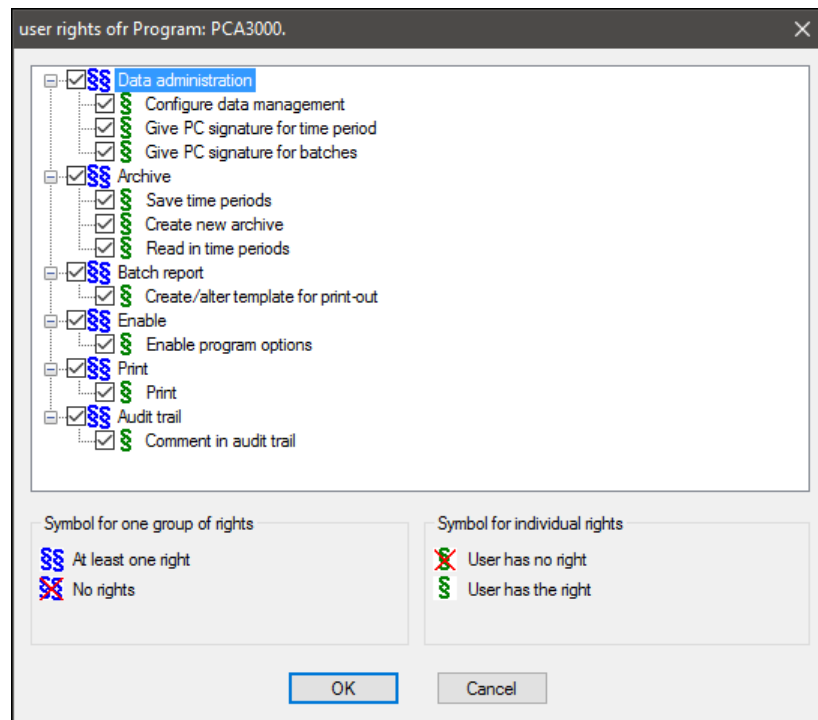 user rights ofr Program: PCA3000.
§§ Data administration
§ Configure data management
§ Give PC signature for time period
§ Give PC signature for batches
§§ Archive
§ Save time periods
§ Create new archive
§ Read in time periods
§§ Batch report
§ Create/alter template for print-out
§§ Enable
§ Enable program options
§§ Print
§ Print
§§ Audit trail
§ Comment in audit trail
Symbol for one group of rights
§§ At least one right
§§ No rights
Symbol for individual rights
§ User has no right
§ User has the right
OK
Cancel